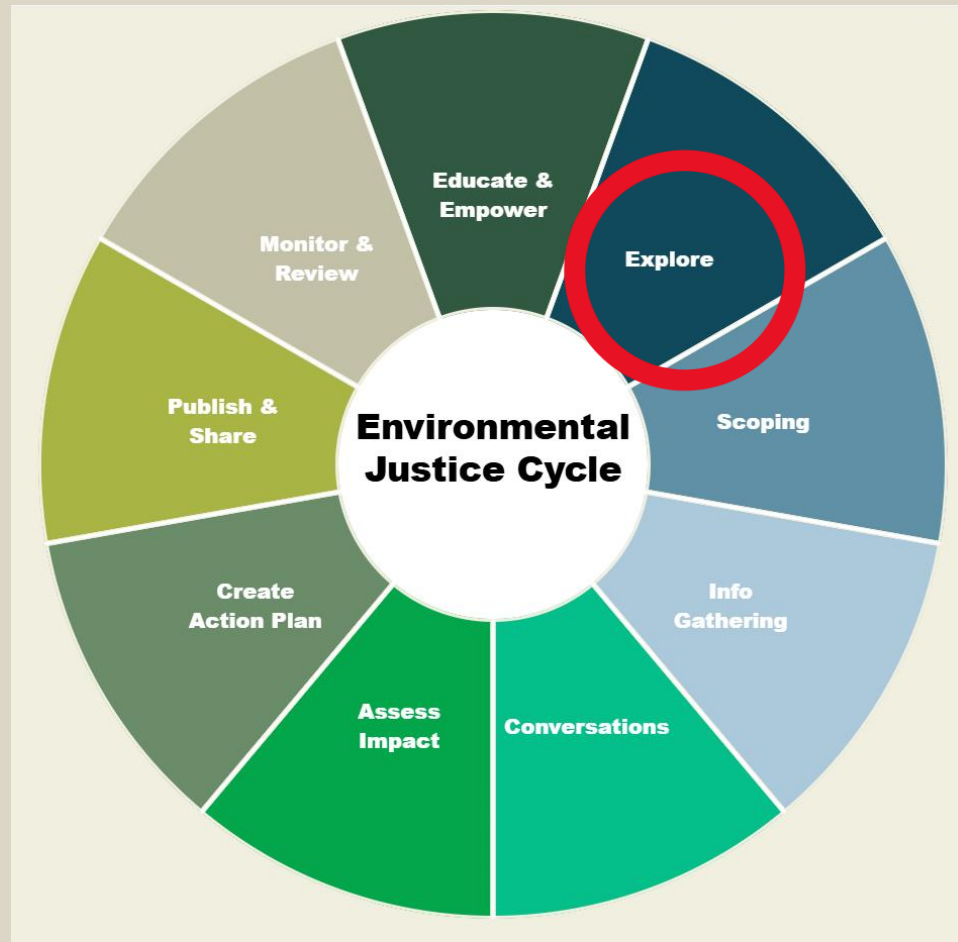 Educate &
Empower
Explore
Scoping
Info
Gathering
Conversations
Assess
Impact
Create
Action Plan
Publish &
Share
Monitor &
Review
Environmental
Justice Cycle